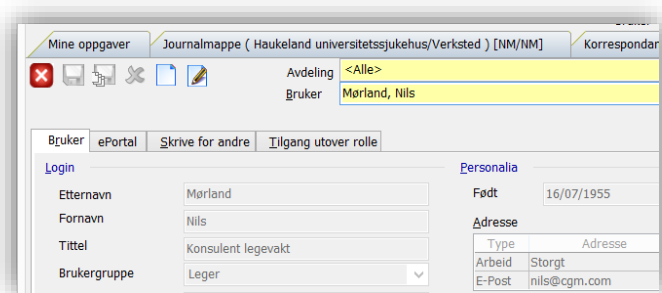 Bruker
Mine oppgaver Journalmappe ( Haukeland universitetssjukehus/Verksted ) [NM/NM] Korrespondan
Avdeling <Alle>
Bruker Mørland, Nils
Bruker ePortal Skrive for andre Tilgang utover rolle
Login Personalia
Etternavn Mørland Født 16/07/1955
Fornavn Nils Adresse
Tittel Konsulent legevakt Type Adresse
Arbeid Storgt
Brukergruppe Leger E-Post nils@cgm.com